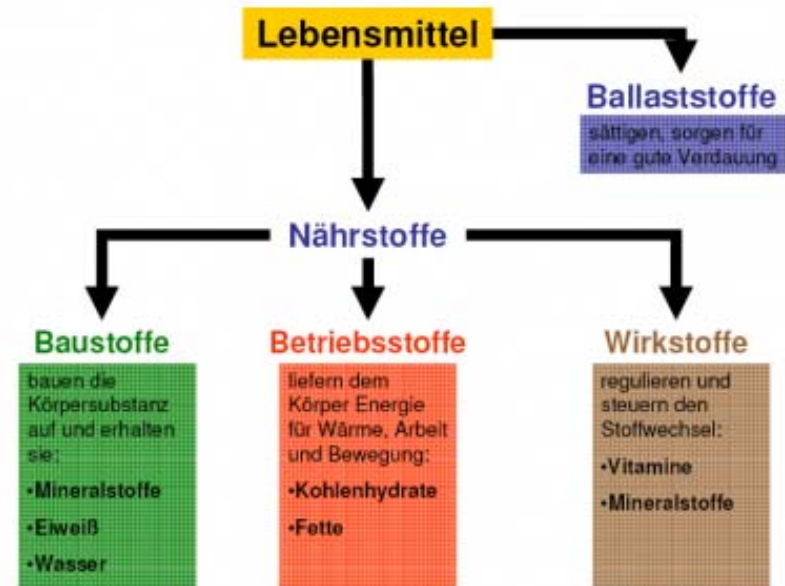 Lebensmittel
Ballaststoffe
sättigen, sorgen für
eine gute Verdauung
Nährstoffe
Baustoffe
bauen die
Körpersubstanz
auf und erhalten
sie:
•Mineralstoffe
•Eiweiß
•Wasser
Betriebsstoffe
liefern dem
Körper Energie
für Wärme, Arbeit
und Bewegung:
•Kohlenhydrate
•Fette
Wirkstoffe
regulieren und
steuern den
Stoffwechsel:
•Vitamine
•Mineralstoffe